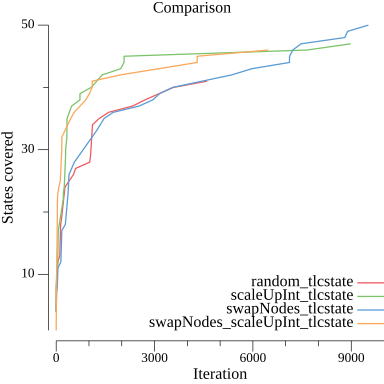 Comparison
States covered
50
30
10
random_tlcstate
scaleUpInt_tlcstate
swapNodes_tlcstate
swapNodes_scaleUpInt_tlcstate
0 3000 6000 9000
Iteration